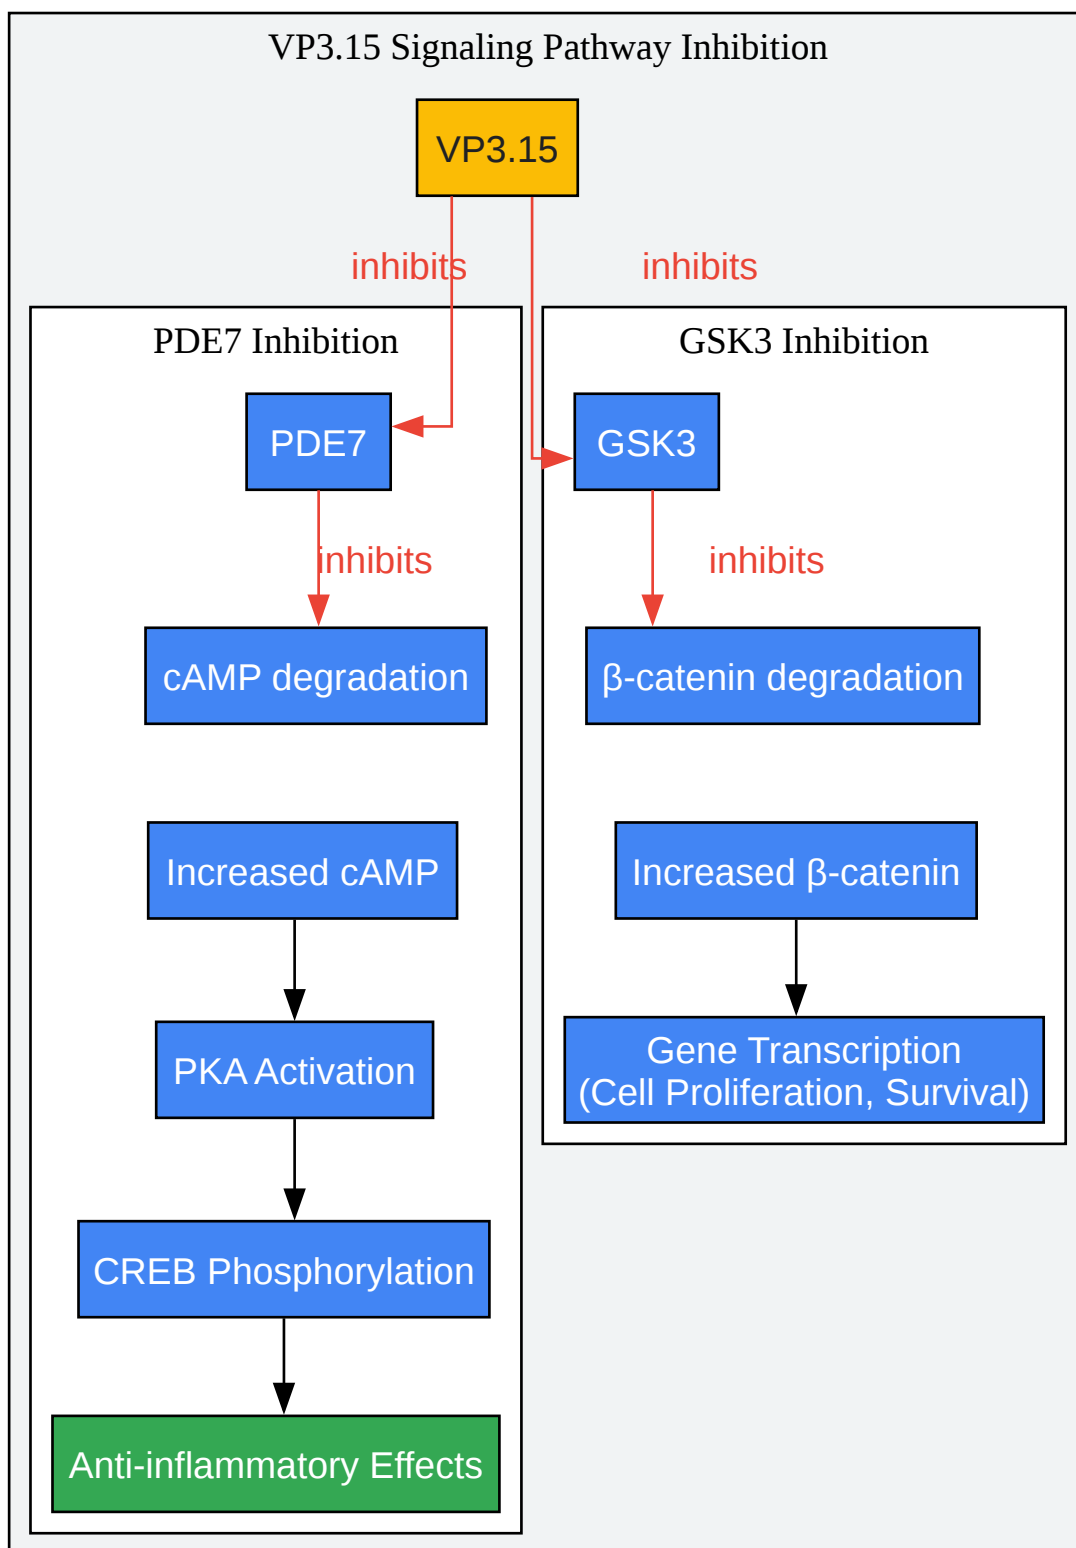 VP3.15 Signaling Pathway Inhibition
VP3.15
inhibits
inhibits
PDE7 Inhibition
PDE7
inhibits
cAMP degradation
Increased cAMP
PKA Activation
CREB Phosphorylation
Anti-inflammatory Effects
GSK3 Inhibition
GSK3
inhibits
β-catenin degradation
Increased β-catenin
Gene Transcription
(Cell Proliferation, Survival)